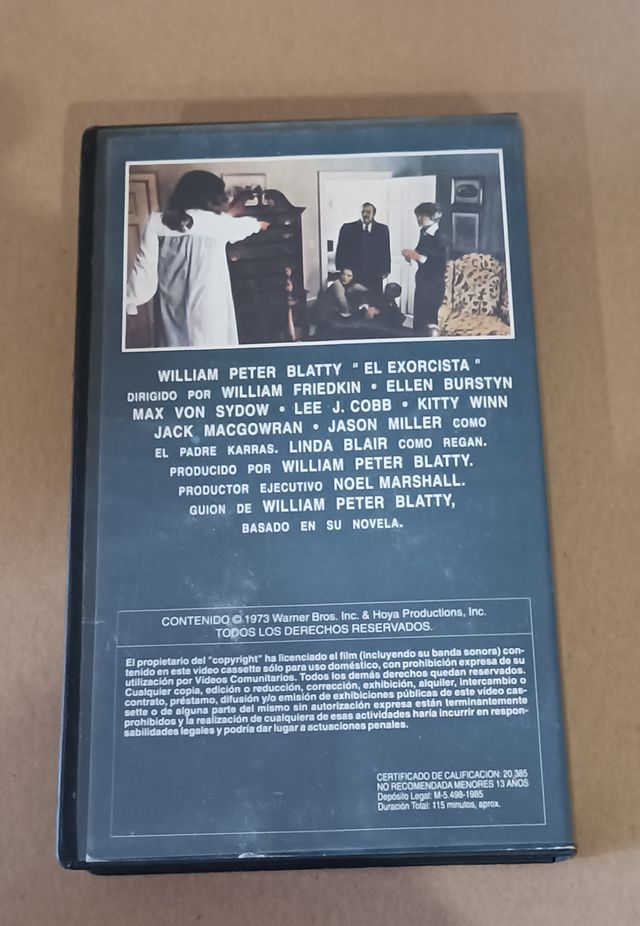 WILLIAM PETER BLATTY "EL EXORCISTA"
DIRIGIDO POR WILLIAM FRIEDKIN • ELLEN BURSTYN
MAX VON SYDOW • LEE J. COBB • KITTY WINN
JACK MACGOWRAN • JASON MILLER COMO
EL PADRE KARRAS. LINDA BLAIR COMO REGAN.
PRODUCIDO POR WILLIAM PETER BLATTY.
PRODUCTOR EJECUTIVO NOEL MARSHALL.
GUION DE WILLIAM PETER BLATTY,
BASADO EN SU NOVELA.
CONTENIDO © 1973 Warner Bros. Inc. & Hoya Productions, Inc.
TODOS LOS DERECHOS RESERVADOS.
El propietario del "copyright" ha licenciado el film (incluyendo su banda sonora) con-
tenido en este video cassette sólo para uso doméstico, con prohibición expresa de su
utilización por Vídeos Comunitarios. Todos los demás derechos quedan reservados.
Cualquier copia, edición o reducción, corrección, exhibición, alquiler, intercambio o
contrato, préstamo, difusión y/o emisión de exhibiciones públicas de este vídeo cas-
sette o de alguna parte del mismo sin autorización expresa están terminantemente
prohibidos y la realización de cualquiera de esas actividades haría incurrir en respon-
sabilidades legales y podría dar lugar a actuaciones penales.
CERTIFICADO DE CALIFICACION: 20.385
NO RECOMENDADA MENORES 13 AÑOS
Depósito Legal: M-5.498-1985
Duración Total: 115 minutos, aprox.